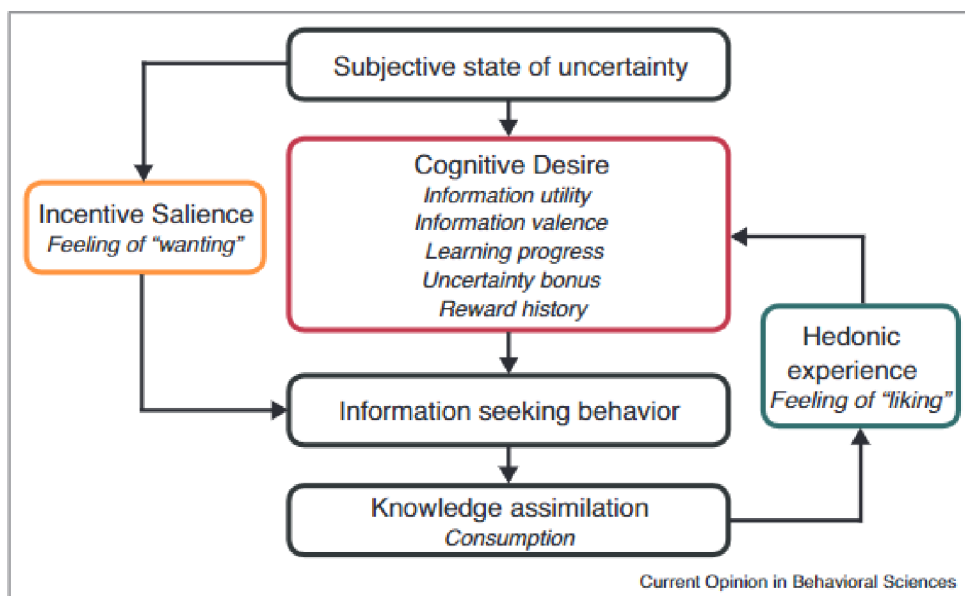 Subjective state of uncertainty
Cognitive Desire
Information utility
Information valence
Learning progress
Uncertainty bonus
Reward history
Incentive Salience
Feeling of “wanting”
Hedonic
experience
Feeling of “liking”
Information seeking behavior
Knowledge assimilation
Consumption
Current Opinion in Behavioral Sciences